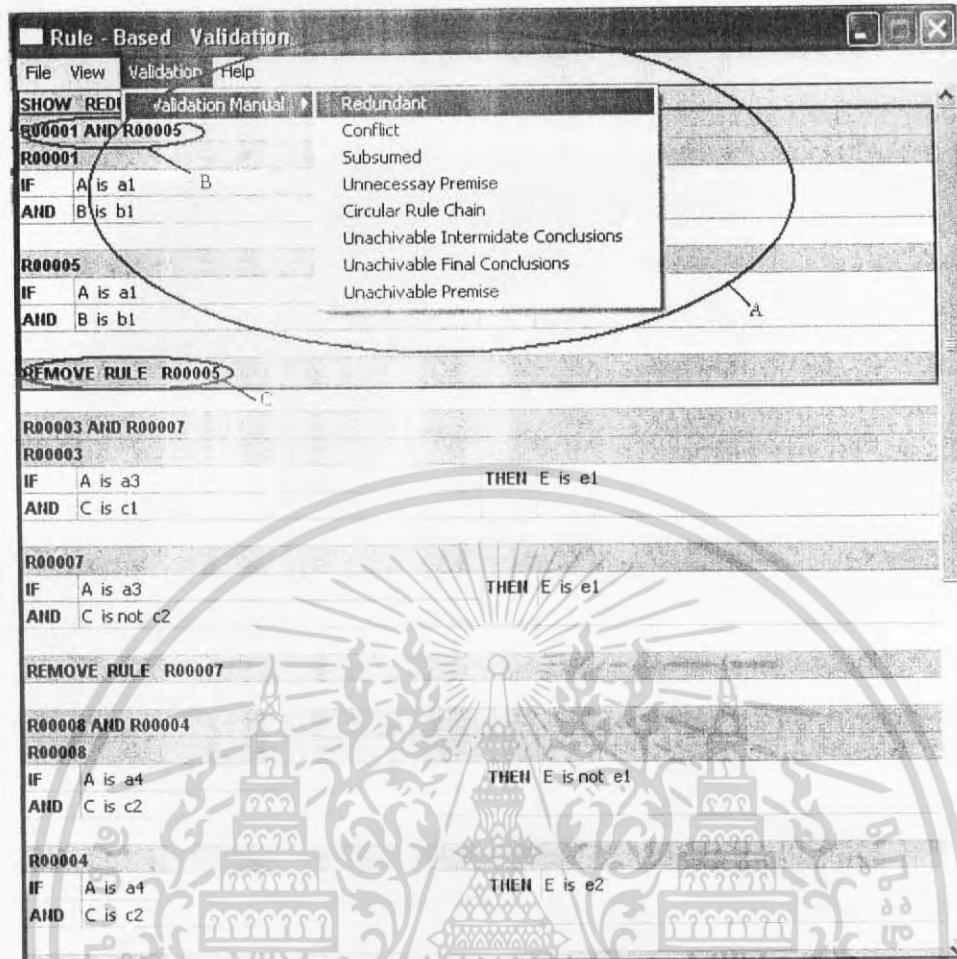 Rule - Based Validation
File View Validation Help
SHOW REDU
Validation Manual
Redundant
Conflict
Subsumed
Unnecessay Premise
Circular Rule Chain
Unachivable Intermidate Conclusions
Unachivable Final Conclusions
Unachivable Premise
A
R00001 AND R00005
B
R00001
IF A is a1
AND B is b1
R00005
IF A is a1
AND B is b1
REMOVE RULE R00005
C
R00003 AND R00007
R00003
IF A is a3 THEN E is e1
AND C is c1
R00007
IF A is a3 THEN E is e1
AND C is not c2
REMOVE RULE R00007
R00008 AND R00004
R00008
IF A is a4 THEN E is not e1
AND C is c2
R00004
IF A is a4 THEN E is e2
AND C is c2